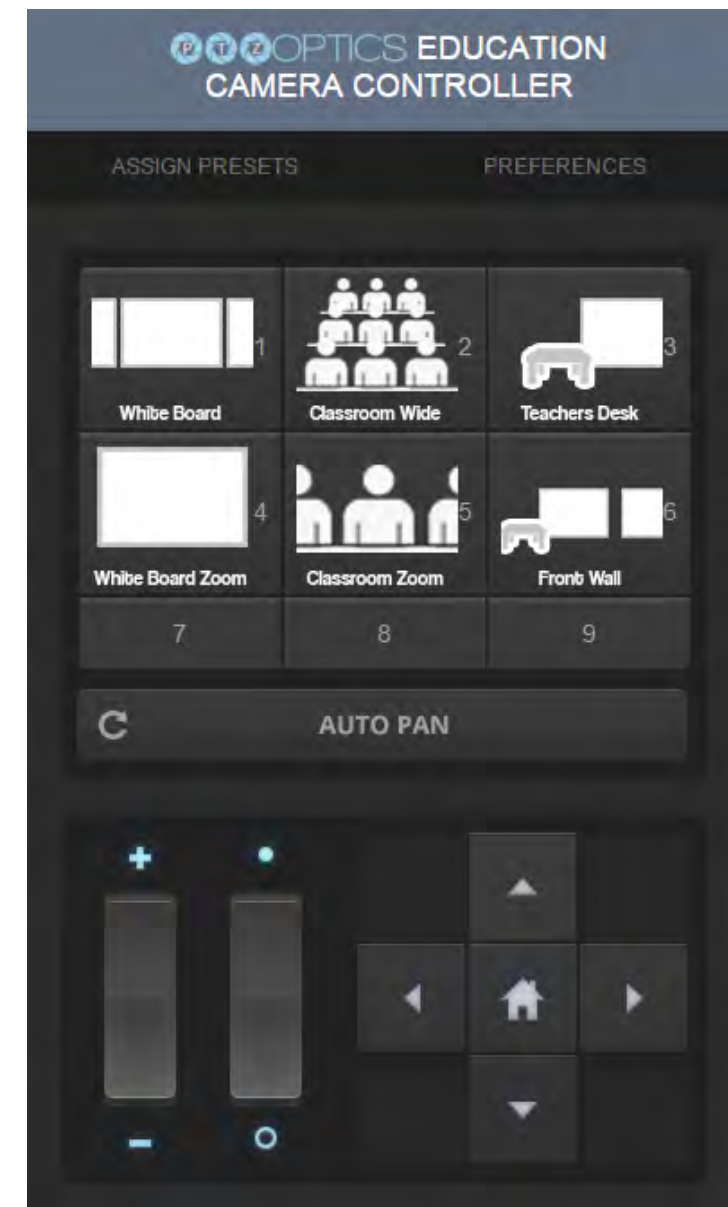 PTZOPTICS EDUCATION
CAMERA CONTROLLER
ASSIGN PRESETS PREFERENCES
1 2 3
White Board Classroom Wide Teachers Desk
4 5 6
White Board Zoom Classroom Zoom Front Wall
7 8 9
AUTO PAN